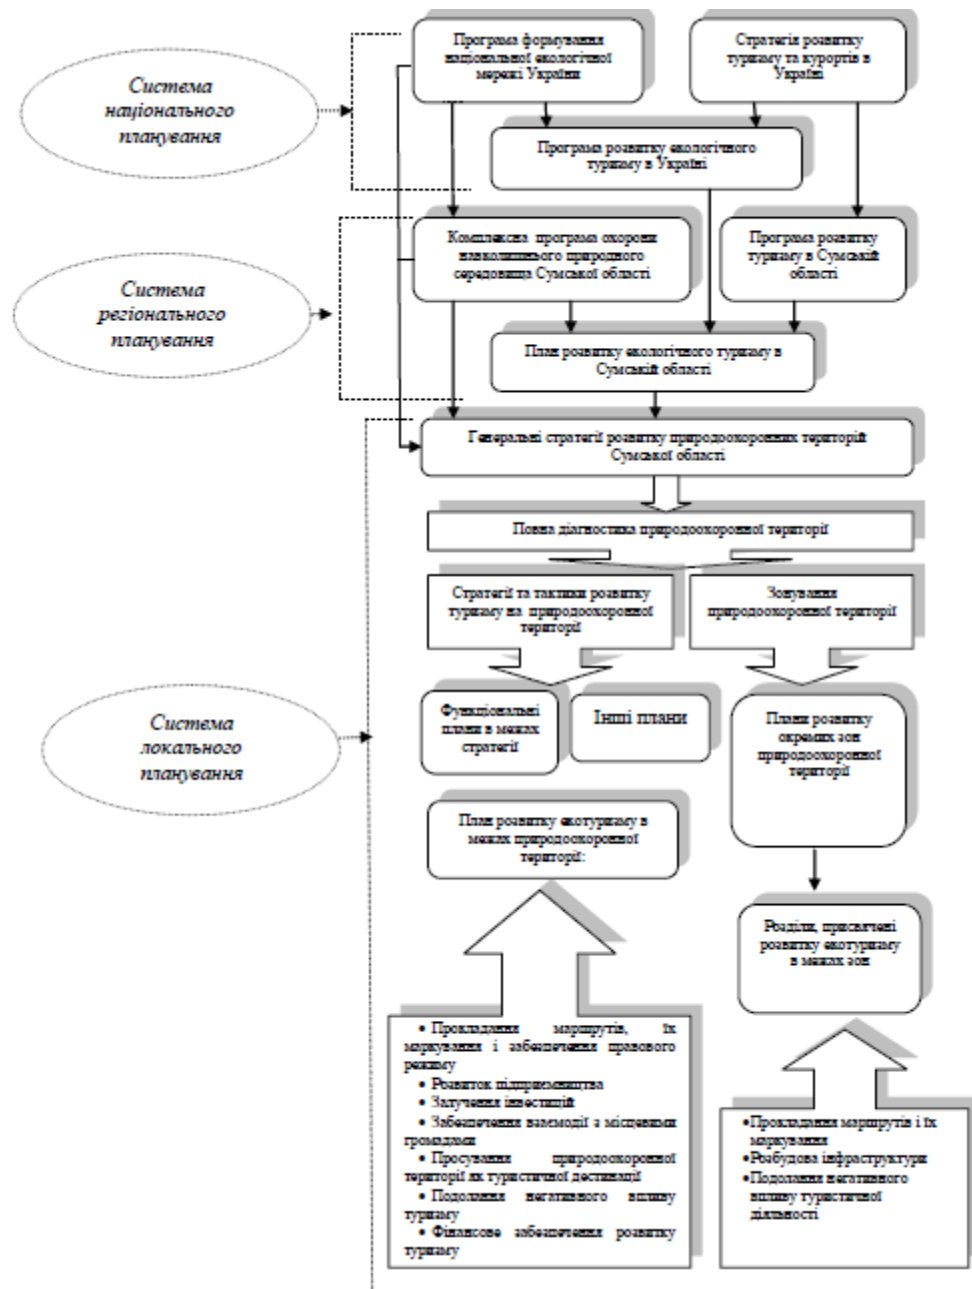 Програма формування
національної екологічної
мережі України
Стратегія розвитку
туризму та курортів в
Україні
Система
національного
планування
Програма розвитку екологічного
туризму в Україні
Комплексна програма охорони
навколишнього природного
середовища Сумської області
Програма розвитку
туризму в Сумській
області
Система
регіонального
планування
План розвитку екологічного туризму в
Сумській області
Генеральні стратегії розвитку природоохоронних територій
Сумської області
Повна діагностика природоохоронної території
Стратегії та тактики розвитку
туризму на природоохоронної
території
Зонування
природоохоронної території
Функціональні
плани в межах
стратегії
Інші плани
Плани розвитку
окремих зон
природоохоронної
території
Система
локального
планування
План розвитку екотуризму в
межах природоохоронної
території:
Розділи, присвячені
розвитку екотуризму
в межах зон
• Прокладання маршрутів, їх
маркування і забезпечення правового
режиму
• Розвиток підприємництва
• Залучення інвестицій
• Забезпечення взаємодії з місцевими
громадами
• Просування природоохоронної
території як туристичної дестинації
• Подолання негативного впливу
туризму
• Фінансове забезпечення розвитку
туризму
•Прокладання маршрутів і їх
маркування
•Розбудова інфраструктури
•Подолання негативного
впливу туристичної
діяльності